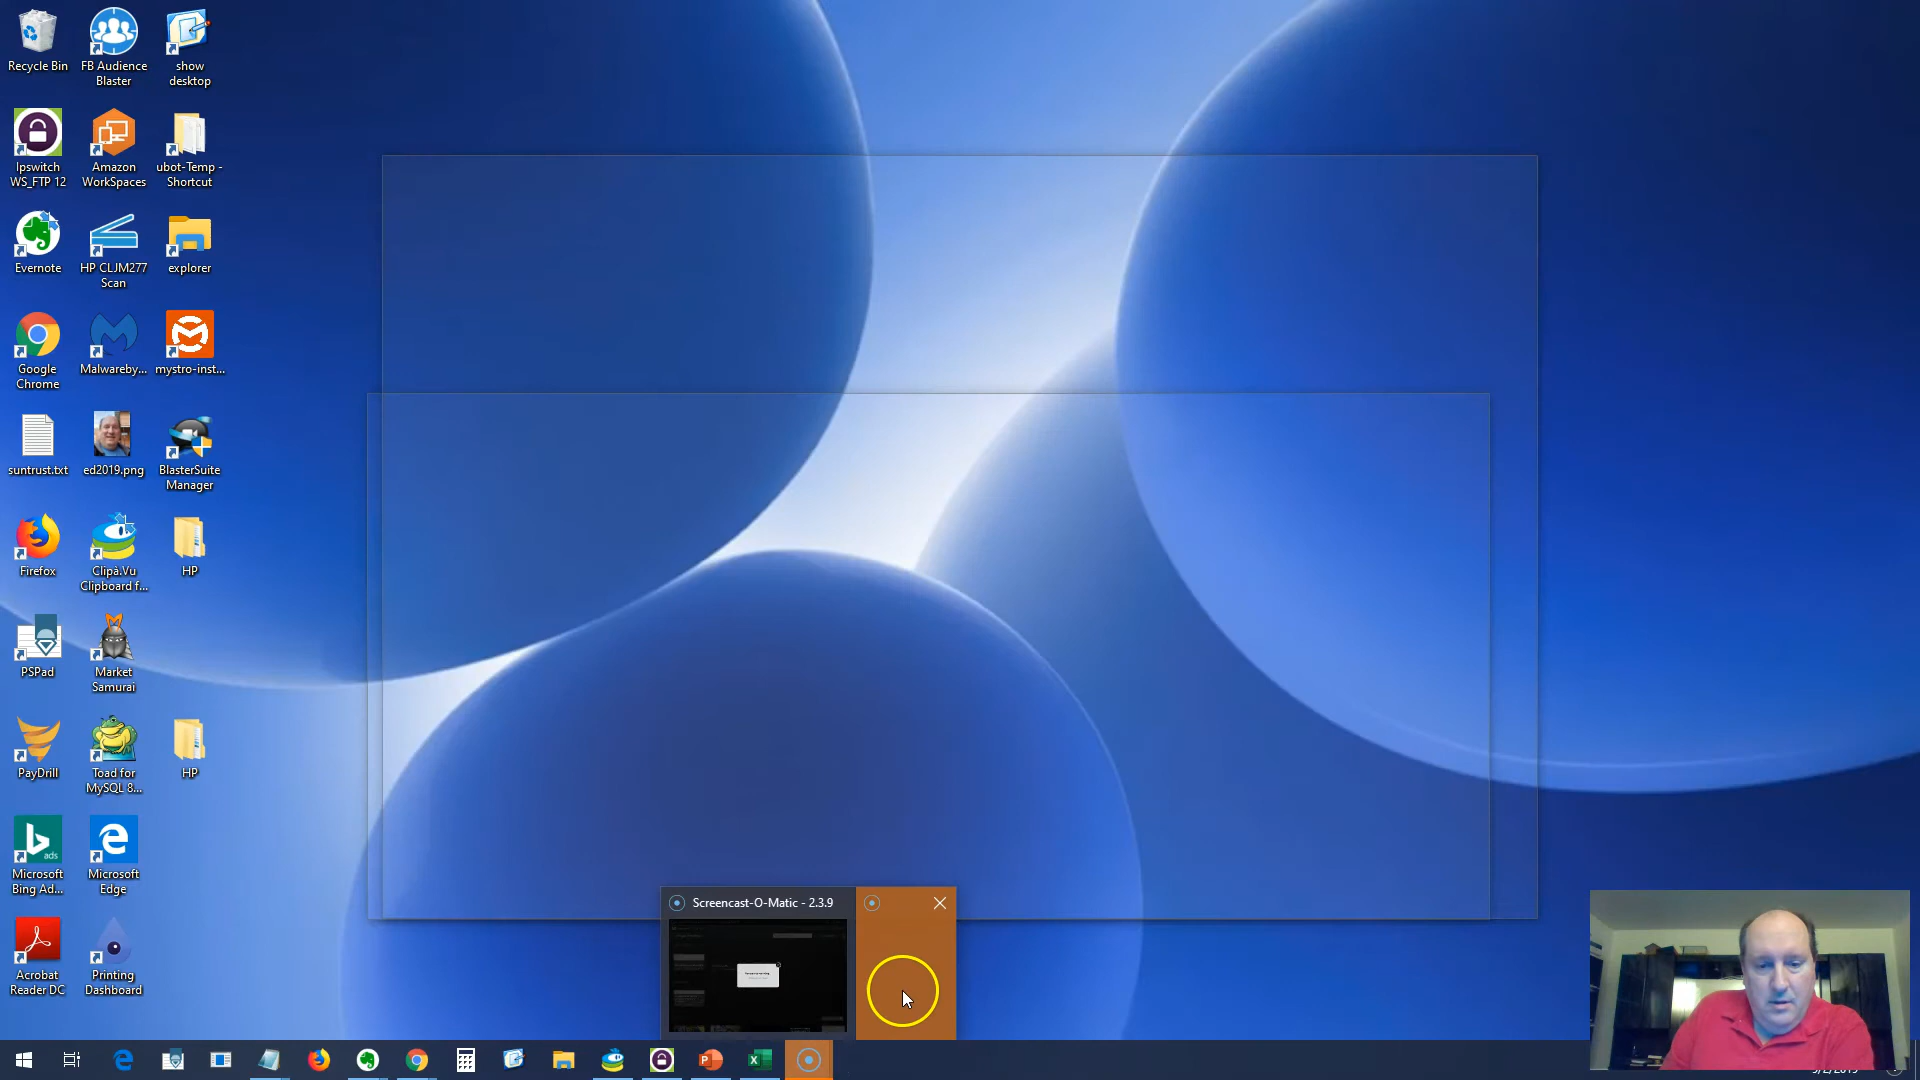 Recycle Bin
FB Audience
Blaster
show
desktop
Ipswitch
WS_FTP 12
Amazon
WorkSpaces
ubot-Temp -
Shortcut
Evernote
HP CLJM277
Scan
explorer
Google
Chrome
Malwareby...
mystro-inst...
suntrust.txt
ed2019.png
BlasterSuite
Manager
Firefox
Clipà.Vu
Clipboard f...
HP
PSPad
Market
Samurai
PayDrill
Toad for
MySQL 8...
HP
b
ads
Microsoft
Bing Ad...
Microsoft
Edge
Acrobat
Reader DC
Printing
Dashboard
Screencast-O-Matic - 2.3.9